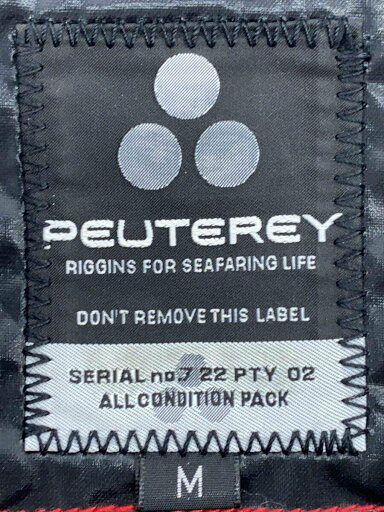 PEUTEREY
RIGGINS FOR SEAFARING LIFE
DON'T REMOVE THIS LABEL
SERIAL no.7 22 PTY 02
ALL CONDITION PACK
M